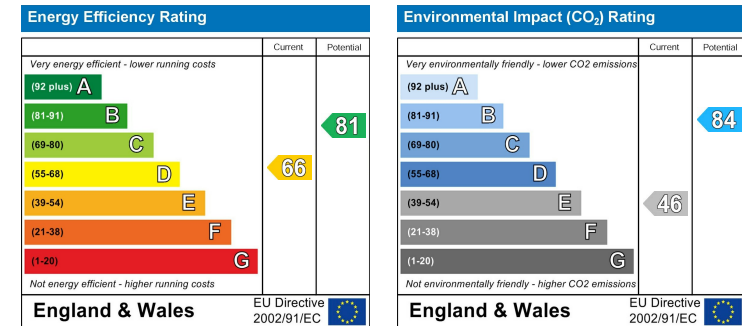 Energy Efficiency Rating
Current Potential
Very energy efficient - lower running costs
(92 plus) A
(81-91) B
81
(69-80) C
(55-68) D
66
(39-54) E
(21-38) F
(1-20) G
Not energy efficient - higher running costs
England & Wales
EU Directive
2002/91/EC
Environmental Impact (CO₂) Rating
Current Potential
Very environmentally friendly - lower CO2 emissions
(92 plus) A
(81-91) B
84
(69-80) C
(55-68) D
(39-54) E
46
(21-38) F
(1-20) G
Not environmentally friendly - higher CO2 emissions
England & Wales
EU Directive
2002/91/EC